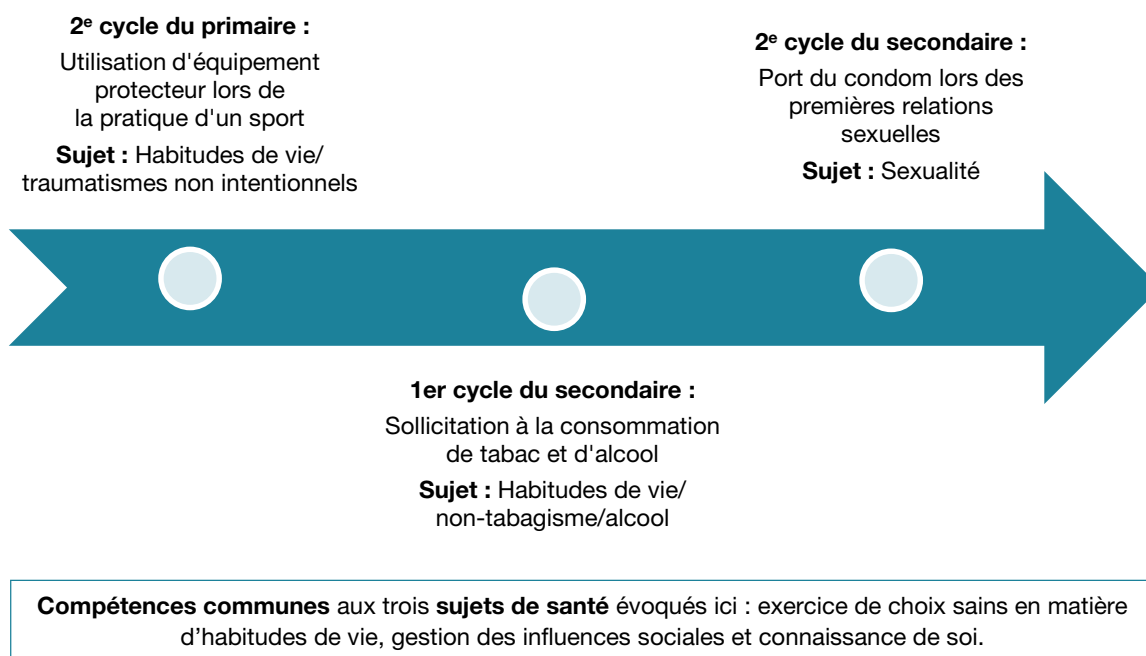 2e cycle du primaire :
Utilisation d'équipement
protecteur lors de
la pratique d'un sport
Sujet : Habitudes de vie/
traumatismes non intentionnels
2e cycle du secondaire :
Port du condom lors des
premières relations
sexuelles
Sujet : Sexualité
1er cycle du secondaire :
Sollicitation à la consommation
de tabac et d'alcool
Sujet : Habitudes de vie/
non-tabagisme/alcool
Compétences communes aux trois sujets de santé évoqués ici : exercice de choix sains en matière
d’habitudes de vie, gestion des influences sociales et connaissance de soi.